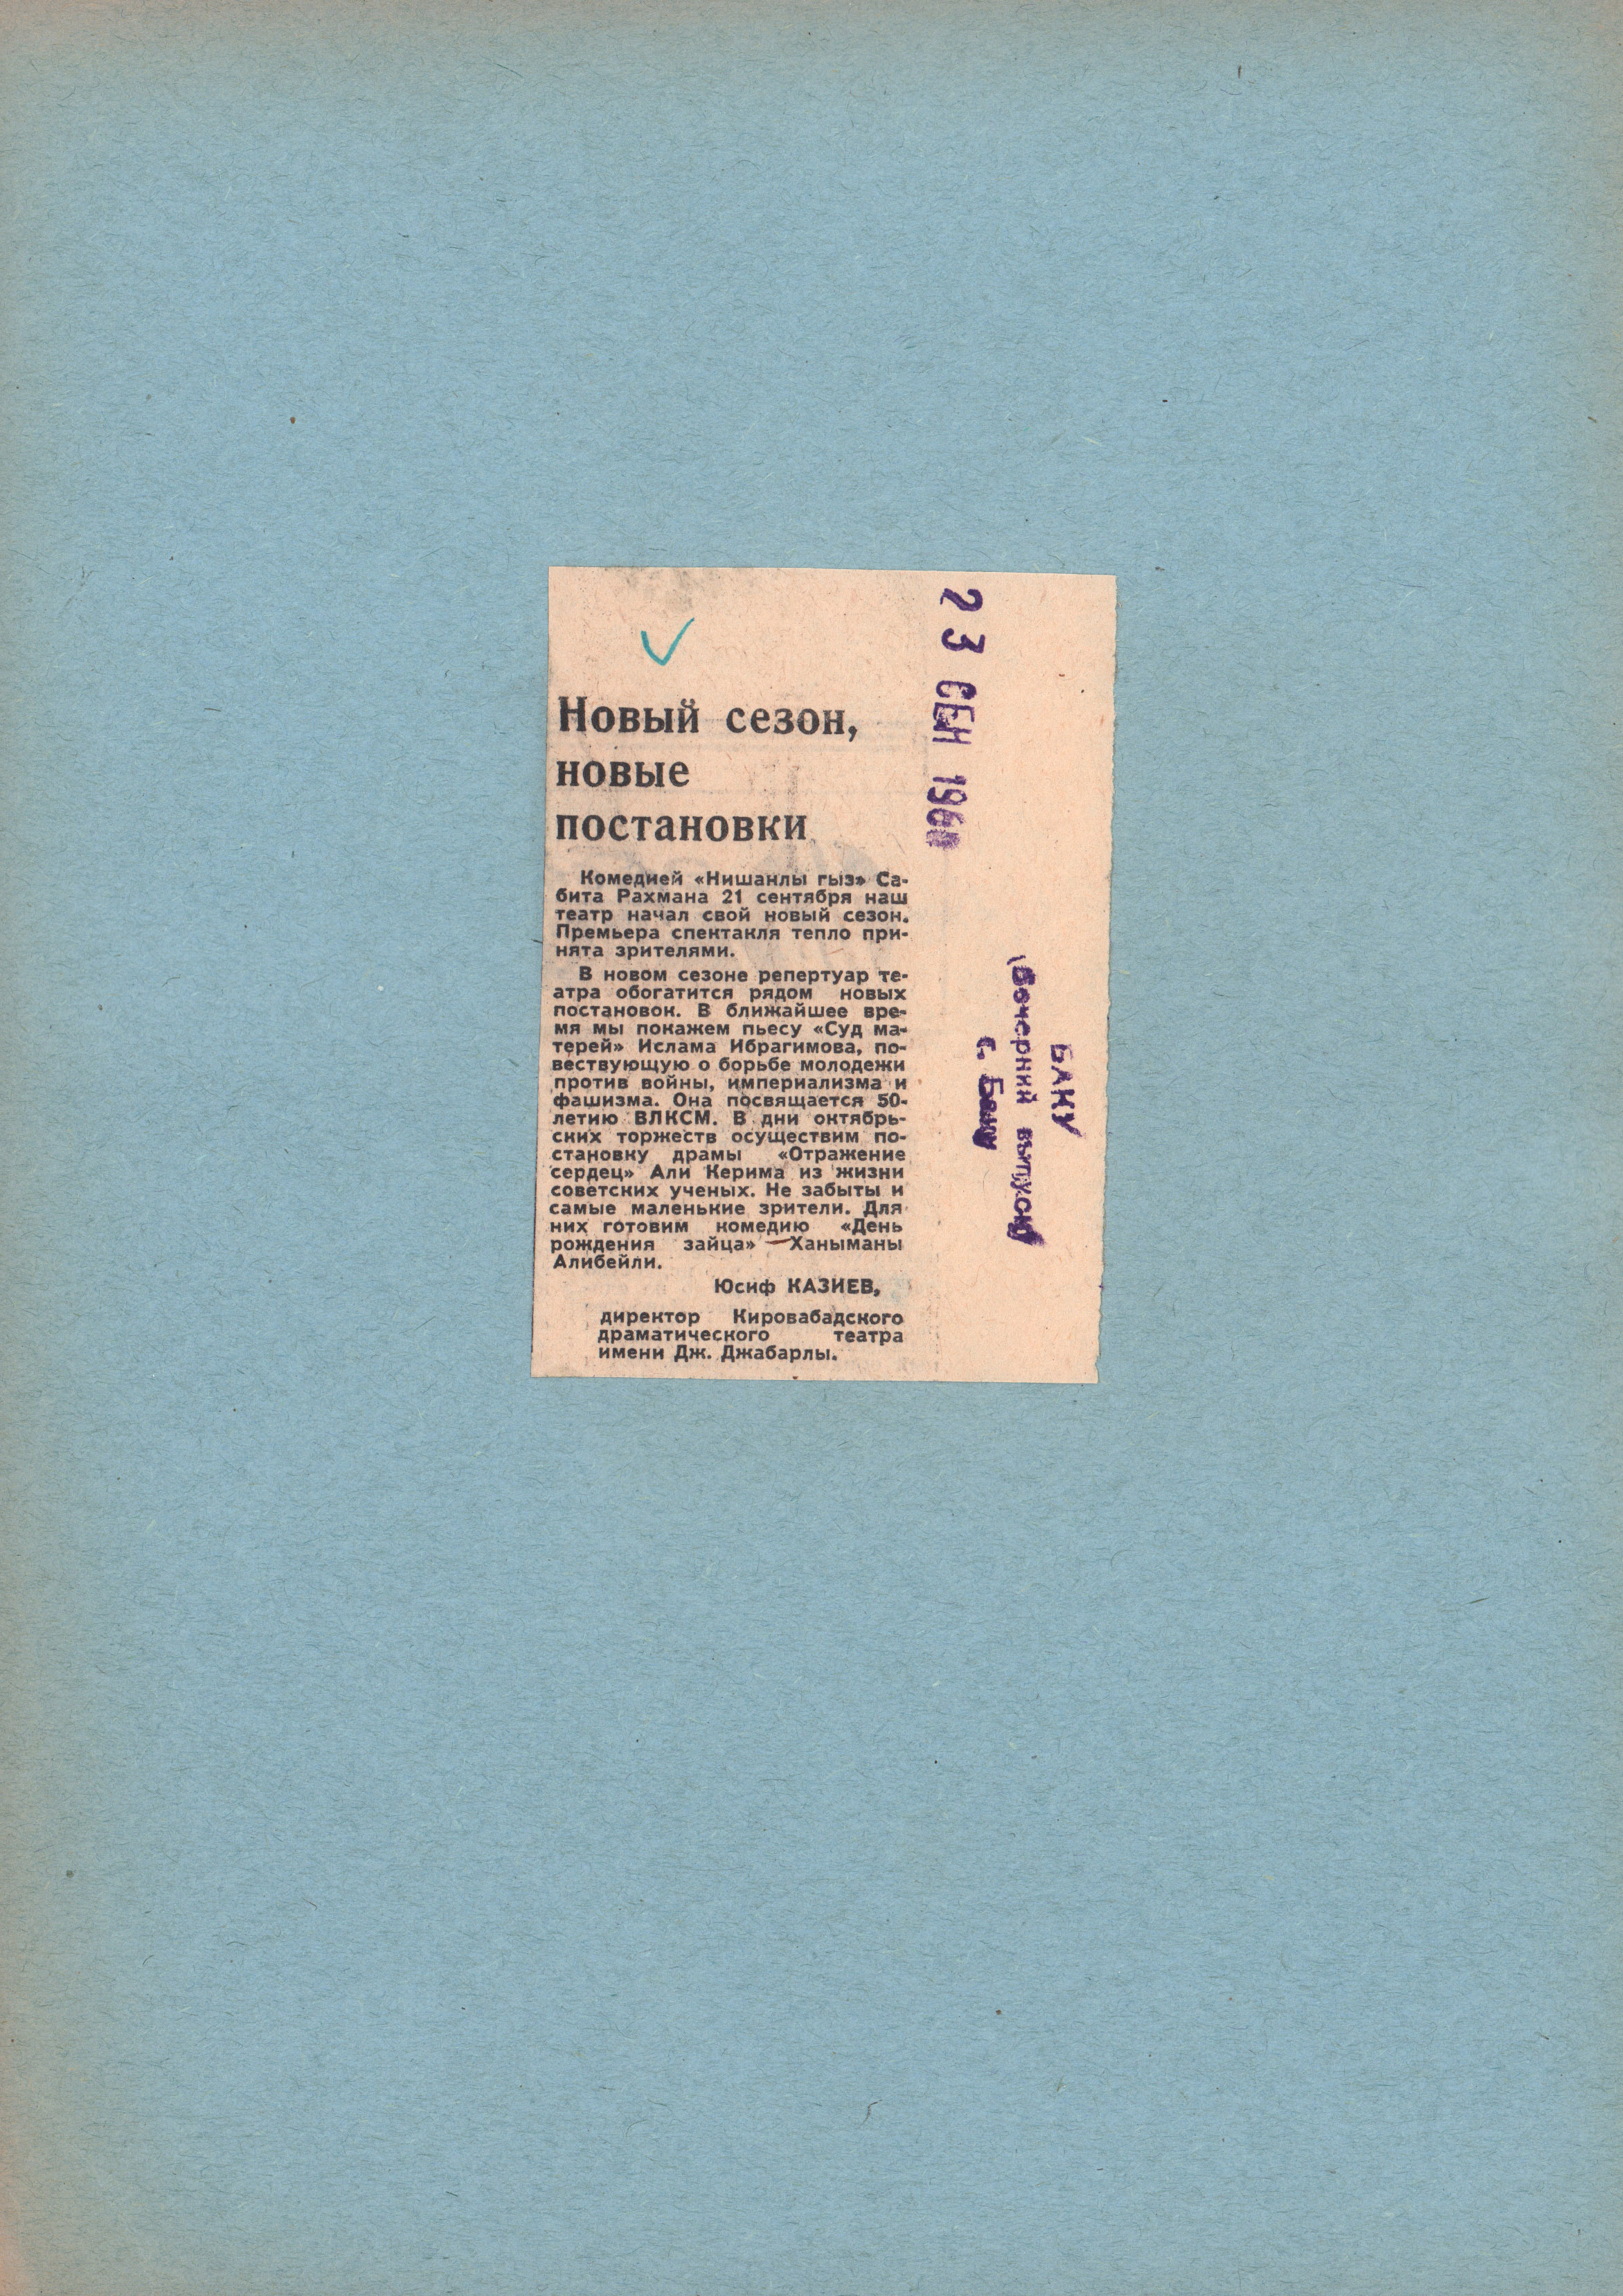 Новый сезон,
новые
постановки
Комедией «Нишанлы гыз» Са-
бита Рахмана 21 сентября наш
театр начал свой новый сезон.
Премьера спектакля тепло при-
нята зрителями.
В новом сезоне репертуар те-
атра обогатится рядом новых
постановок. В ближайшее вре-
мя мы покажем пьесу «Суд ма-
терей» Ислама Ибрагимова, по-
вествующую о борьбе молодежи
против войны, империализма и
фашизма. Она посвящается 50-
летию ВЛКСМ. В дни октябрь-
ских торжеств осуществим по-
становку драмы «Отражение
сердец» Али Керима из жизни
советских ученых. Не забыты и
самые маленькие зрители. Для
них готовим комедию «День
рождения зайца» Ханыманы
Алибейли.
Юсиф КАЗИЕВ,
директор Кировабадского
драматического театра
имени Дж. Джабарлы.
23 СЕН
БАКУ
(Вечерний выпуск)
г. Баку